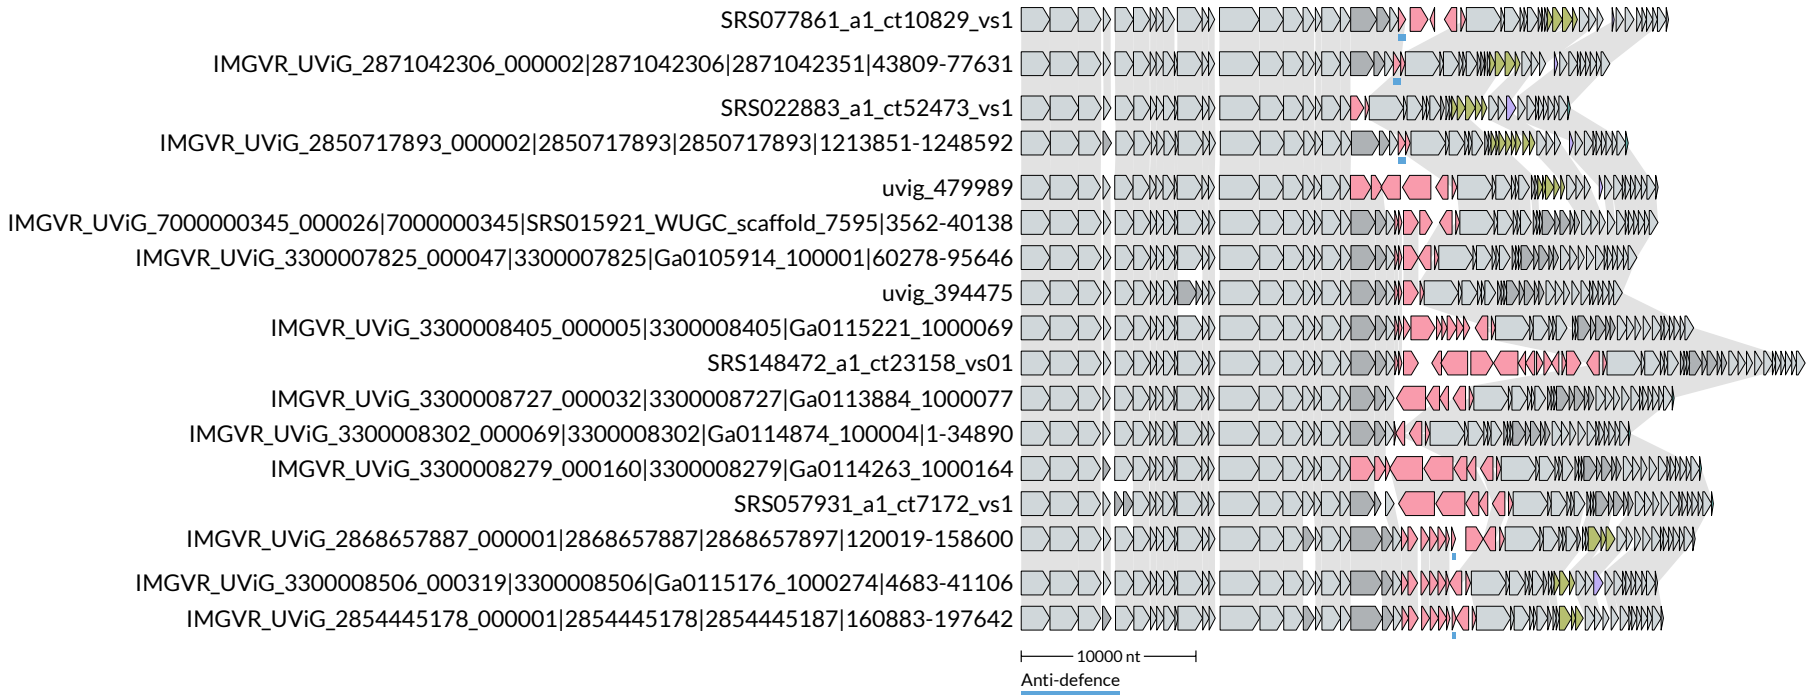 SRS077861_a1_ct10829_vs1
IMGVR_UViG_2871042306_000002|2871042306|2871042351|43809-77631
SRS022883_a1_ct52473_vs1
IMGVR_UViG_2850717893_000002|2850717893|2850717893|1213851-1248592
uvig_479989
IMGVR_UViG_7000000345_000026|7000000345|SRS015921_WUGC_scaffold_7595|3562-40138
IMGVR_UViG_3300007825_000047|3300007825|Ga0105914_100001|60278-95646
uvig_394475
IMGVR_UViG_3300008405_000005|3300008405|Ga0115221_1000069
SRS148472_a1_ct23158_vs01
IMGVR_UViG_3300008727_000032|3300008727|Ga0113884_1000077
IMGVR_UViG_3300008302_000069|3300008302|Ga0114874_100004|1-34890
IMGVR_UViG_3300008279_000160|3300008279|Ga0114263_1000164
SRS057931_a1_ct7172_vs1
IMGVR_UViG_2868657887_000001|2868657887|2868657897|120019-158600
IMGVR_UViG_3300008506_000319|3300008506|Ga0115176_1000274|4683-41106
IMGVR_UViG_2854445178_000001|2854445178|2854445187|160883-197642
10000 nt
Anti-defence